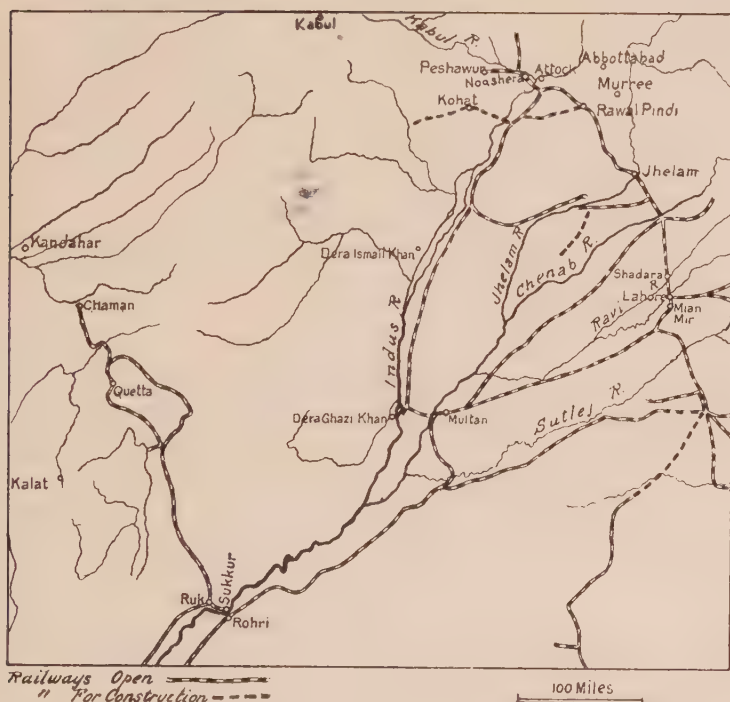 Kabul
Kabul R.
Peshawur
Noashera
Attock
Abbottabad
Murree
Kohat
Rawal Pindi
Jhelam
Kandahar
Dera Ismail Khan
Jhelam R.
Chenab R.
Chaman
Shadara
R
Lahore
Ravi
Mian
Mir
Indus R
Quetta
Dera Ghazi Khan
Multan
Sutlej R.
Kalat
Ruk
Sukkur
Rohri
Railways Open
" For Construction
100 Miles